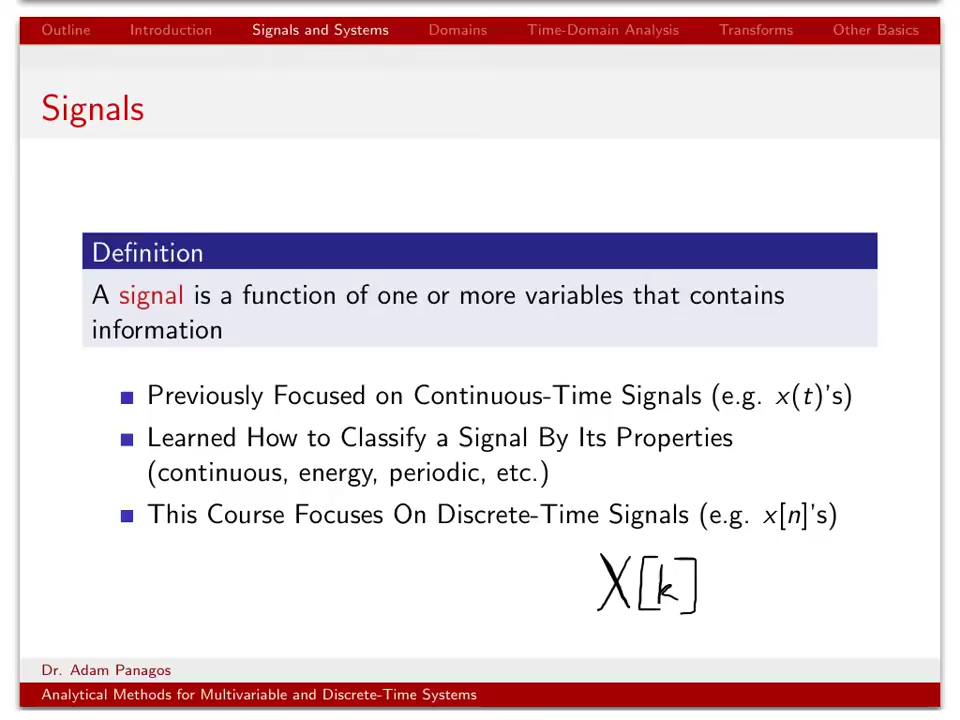 Outline Introduction Signals and Systems Domains Time-Domain Analysis Transforms Other Basics
Signals
Definition
A signal is a function of one or more variables that contains
information
Previously Focused on Continuous-Time Signals (e.g. x(t)'s)
Learned How to Classify a Signal By Its Properties
(continuous, energy, periodic, etc.)
This Course Focuses On Discrete-Time Signals (e.g. x[n]'s)
X[k]
Dr. Adam Panagos
Analytical Methods for Multivariable and Discrete-Time Systems